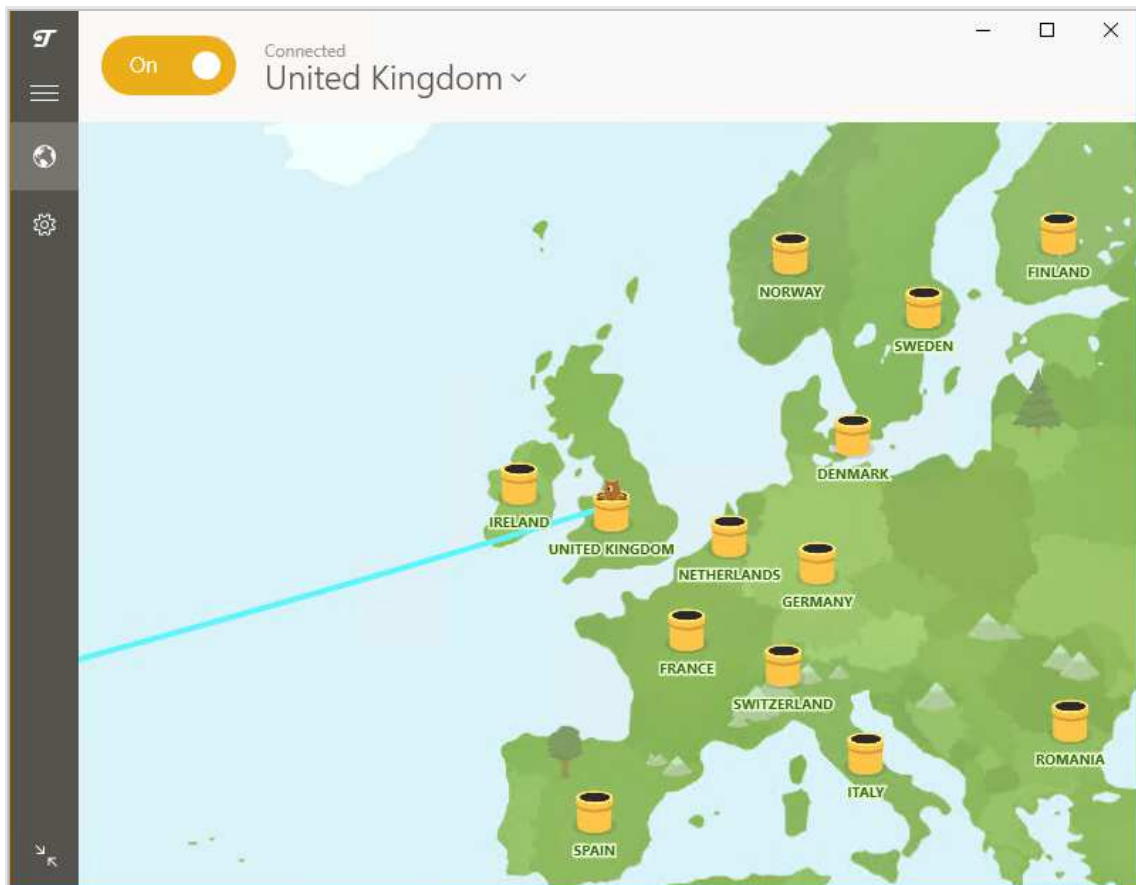 On
Connected
United Kingdom
FINLAND
NORWAY
SWEDEN
DENMARK
IRELAND
UNITED KINGDOM
NETHERLANDS
GERMANY
FRANCE
SWITZERLAND
ROMANIA
ITALY
SPAIN